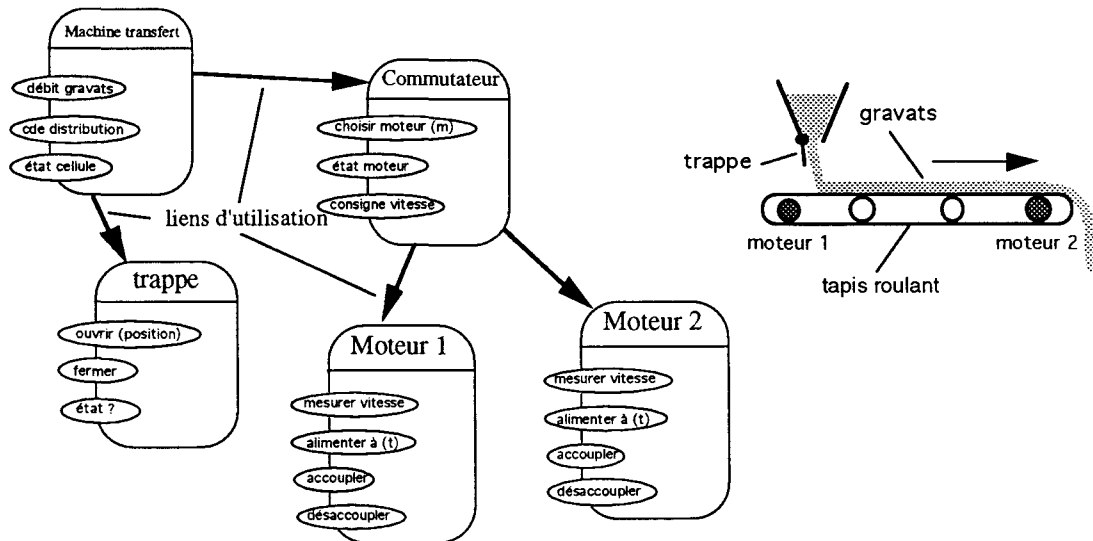 Machine transfert
débit gravats
cde distribution
état cellule
Commutateur
choisir moteur (m)
état moteur
consigne vitesse
liens d'utilisation
trappe
ouvrir (position)
fermer
état ?
Moteur 1
mesurer vitesse
alimenter à (t)
accoupler
désaccoupler
Moteur 2
mesurer vitesse
alimenter à (t)
accoupler
désaccoupler
gravats
trappe
moteur 1
moteur 2
tapis roulant